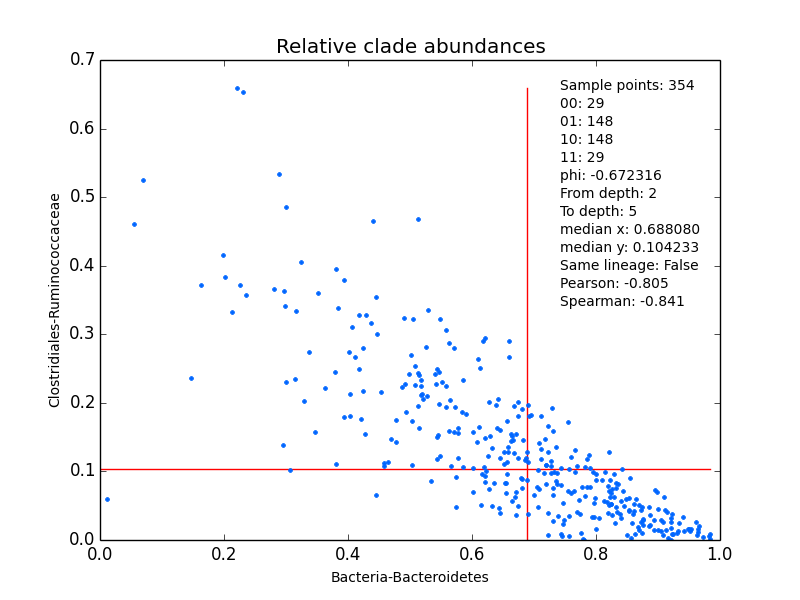 Relative clade abundances
0.7
0.6
0.5
0.4
0.3
0.2
0.1
0.0
Clostridiales-Ruminococcaceae
Sample points: 354
00: 29
01: 148
10: 148
11: 29
phi: -0.672316
From depth: 2
To depth: 5
median x: 0.688080
median y: 0.104233
Same lineage: False
Pearson: -0.805
Spearman: -0.841
0.0 0.2 0.4 0.6 0.8 1.0
Bacteria-Bacteroidetes